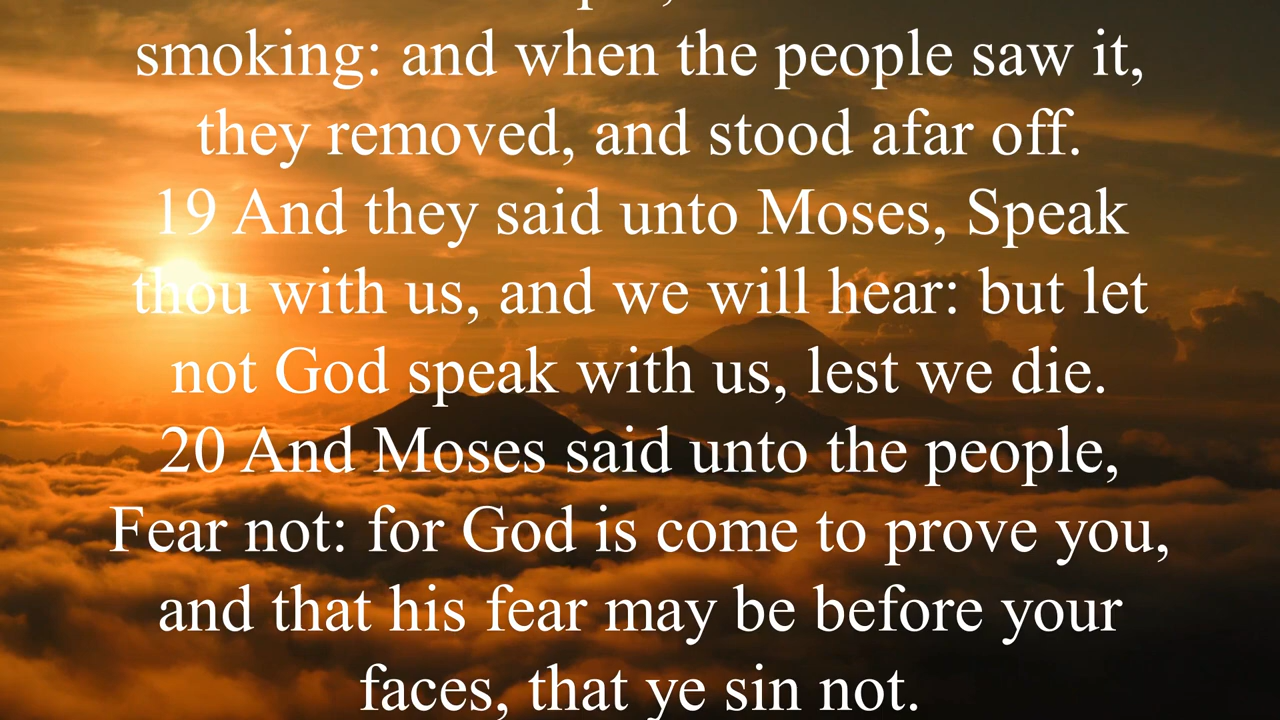 smoking: and when the people saw it,
they removed, and stood afar off.
19 And they said unto Moses, Speak
thou with us, and we will hear: but let
not God speak with us, lest we die.
20 And Moses said unto the people,
Fear not: for God is come to prove you,
and that his fear may be before your
faces, that ye sin not.